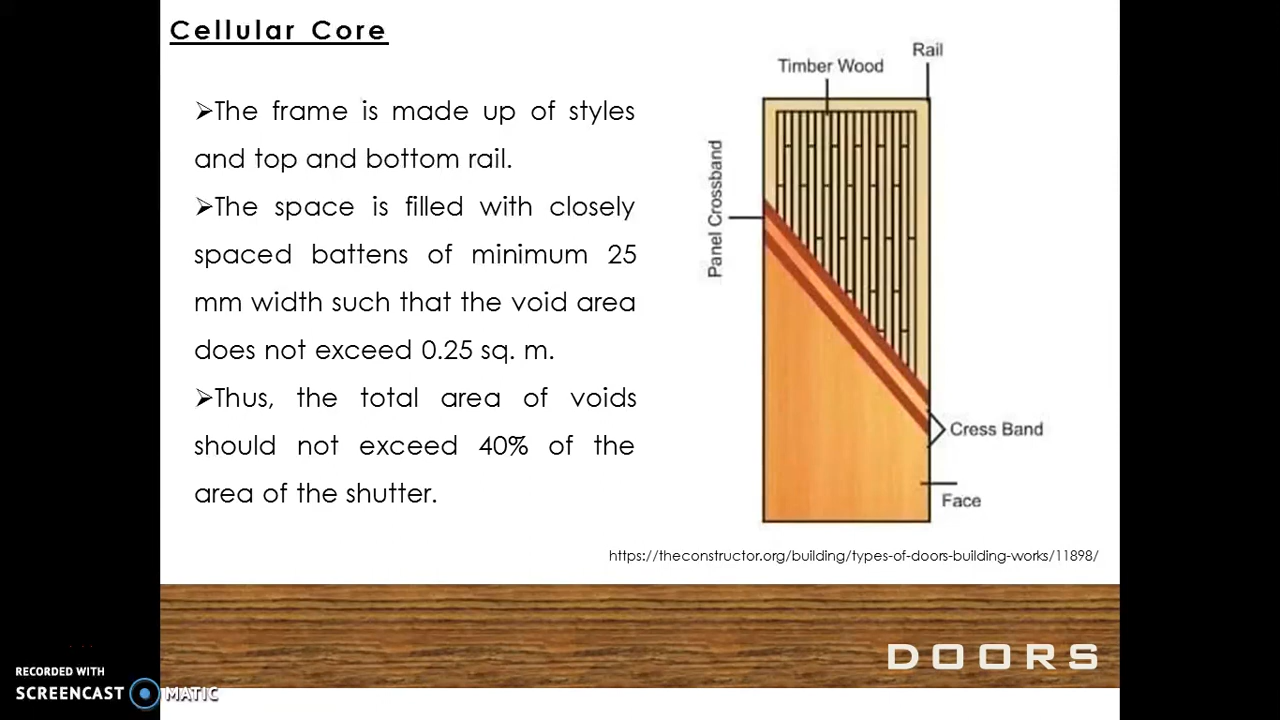 Cellular Core
➢The frame is made up of styles
and top and bottom rail.
➢The space is filled with closely
spaced battens of minimum 25
mm width such that the void area
does not exceed 0.25 sq. m.
➢Thus, the total area of voids
should not exceed 40% of the
area of the shutter.
Rail
Timber Wood
Panel Crossband
Cress Band
Face
https://theconstructor.org/building/types-of-doors-building-works/11898/
DOORS
RECORDED WITH
SCREENCAST MATIC